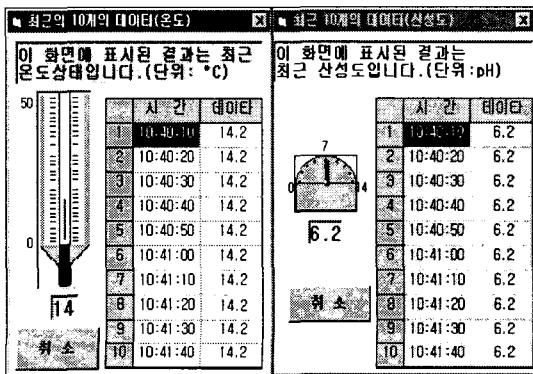 최근의 10개의 데이터(온도)
이 화면에 표시된 결과는 최근
온도상태입니다.(단위: °C)
50
0
14
취 소
시 간 데이타
1 10:40:10 14.2
2 10:40:20 14.2
3 10:40:30 14.2
4 10:40:40 14.2
5 10:40:50 14.2
6 10:41:00 14.2
7 10:41:10 14.2
8 10:41:20 14.2
9 10:41:30 14.2
10 10:41:40 14.2
최근 10개의 데이타(산성도)
이 화면에 표시된 결과는
최근 산성도입니다.(단위:pH)
7
0 14
6.2
취 소
시 간 데이타
1 10:40:10 6.2
2 10:40:20 6.2
3 10:40:30 6.2
4 10:40:40 6.2
5 10:40:50 6.2
6 10:41:00 6.2
7 10:41:10 6.2
8 10:41:20 6.2
9 10:41:30 6.2
10 10:41:40 6.2